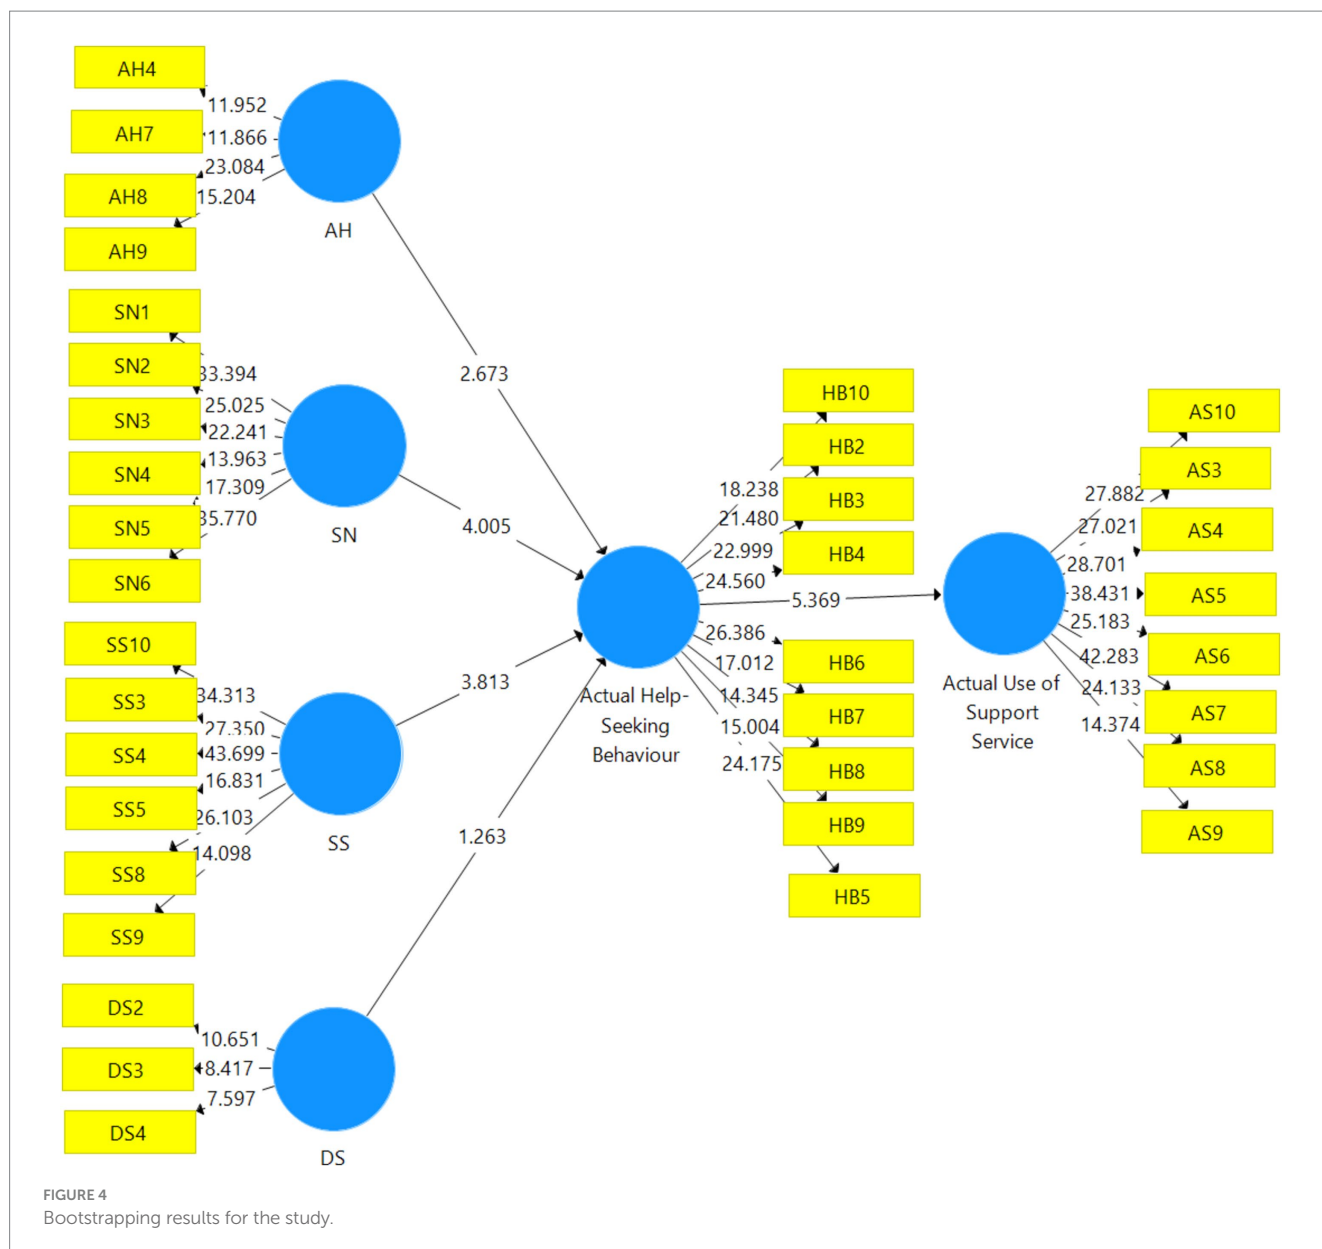 AH4
11.952
AH7
11.866
23.084
AH8
15.204
AH9
AH
SN1
SN2
33.394
25.025
SN3
22.241
13.963
SN4
17.309
SN5
35.770
SN6
SN
SS10
34.313
SS3
27.350
SS4
43.699
16.831
SS5
26.103
14.098
SS8
SS9
SS
DS2
10.651
DS3
8.417
7.597
DS4
DS
2.673
4.005
3.813
1.263
Actual Help-
Seeking
Behaviour
HB10
18.238
HB2
21.480
HB3
22.999
HB4
24.560
5.369
26.386
HB6
17.012
14.345
HB7
15.004
24.175
HB8
HB9
HB5
Actual Use of
Support
Service
AS10
27.882
AS3
27.021
AS4
28.701
38.431
AS5
25.183
42.283
AS6
24.133
AS7
14.374
AS8
AS9
FIGURE 4
Bootstrapping results for the study.